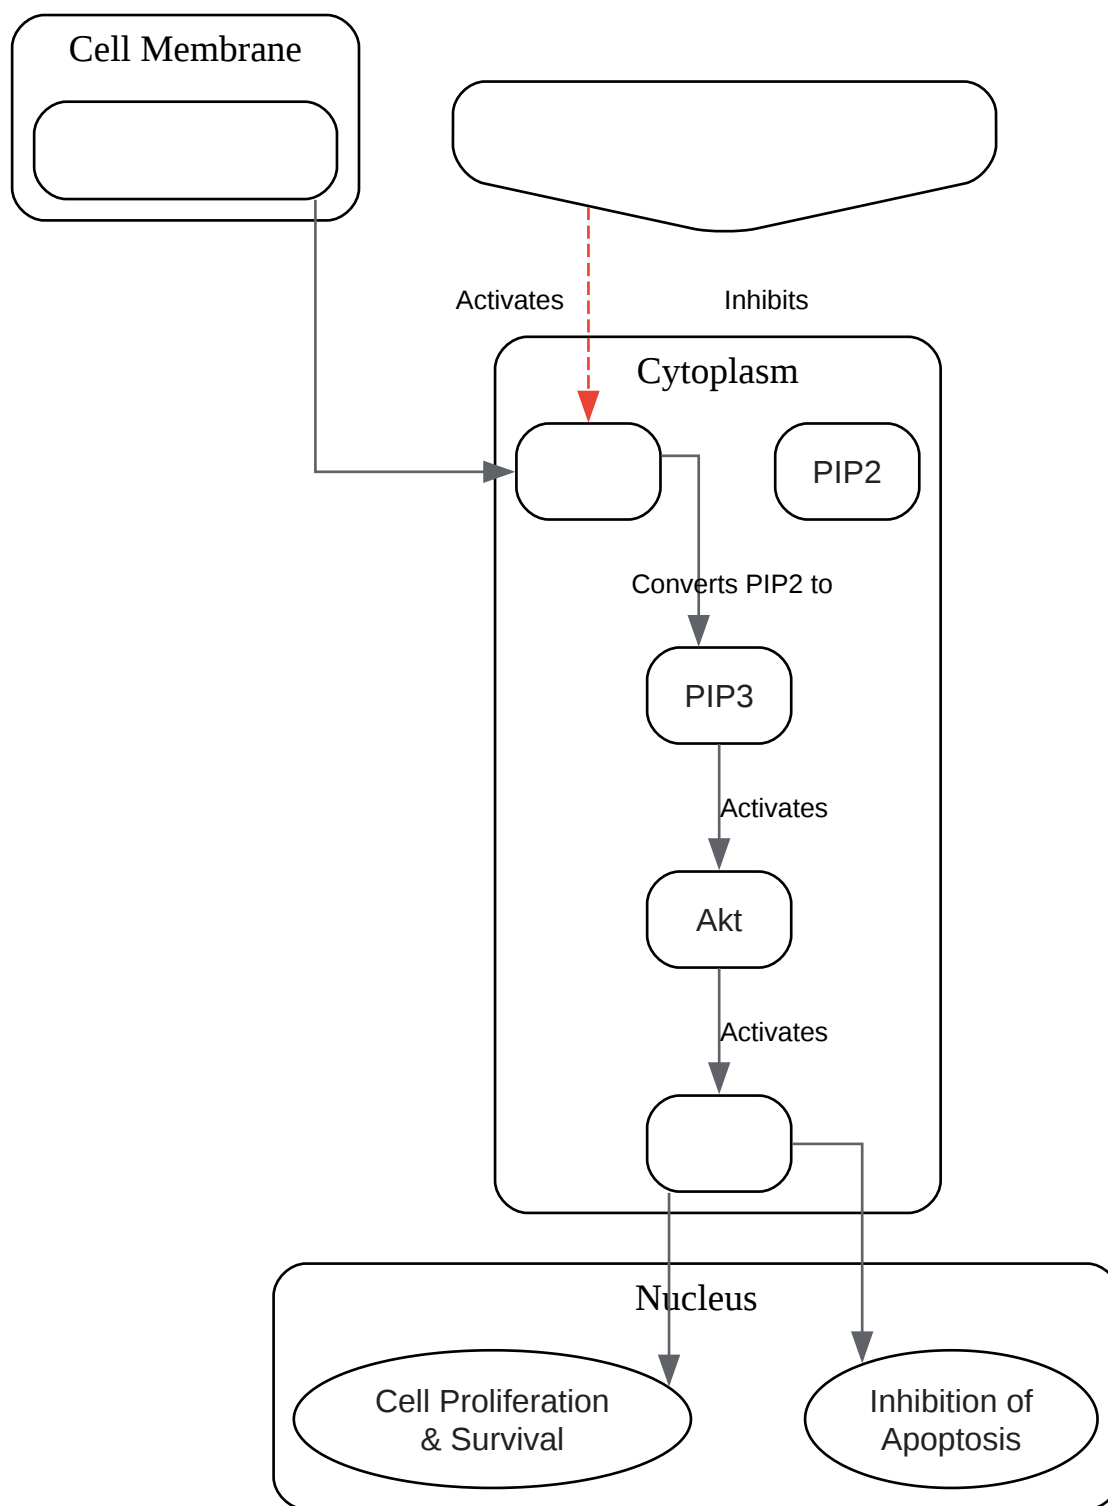 Cell Membrane
Activates
Inhibits
Cytoplasm
PIP2
Converts PIP2 to
PIP3
Activates
Akt
Activates
Nucleus
Cell Proliferation
& Survival
Inhibition of
Apoptosis